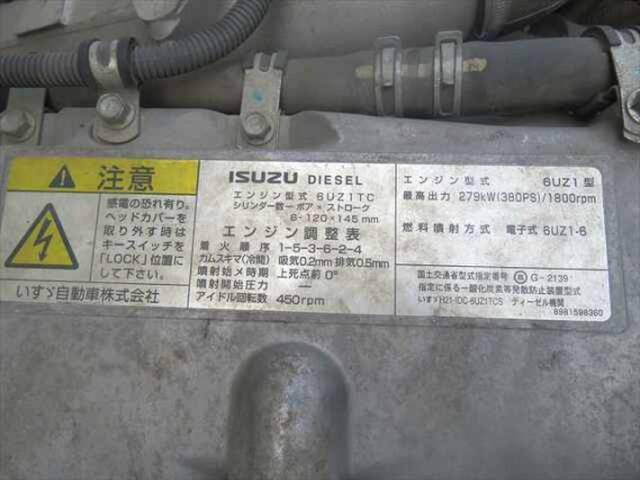 注意
感電の恐れ有り。
ヘッドカバーを
取り外す時は
キースイッチを
「LOCK」位置に
して下さい。
いすゞ自動車株式会社
ISUZU DIESEL
エンジン型式 6UZ1TC
シリンダ数-ボア×ストローク
6-120×145mm
エンジン調整表
着火順序 1-5-3-6-2-4
カムスキマ(冷間) 吸気0.2mm 排気0.5mm
噴射始メ時期 上死点前 0°
噴射開始圧力 —
アイドル回転数 450rpm
エンジン型式 6UZ1型
最高出力 279kW(380PS)/1800rpm
燃料噴射方式 電子式 6UZ1-6
国土交通省型式指定番号 G-2139
指定に係る一酸化炭素等発散防止装置型式
いすゞH21-IDC-6UZ1TCS ディーゼル機関
8981598360